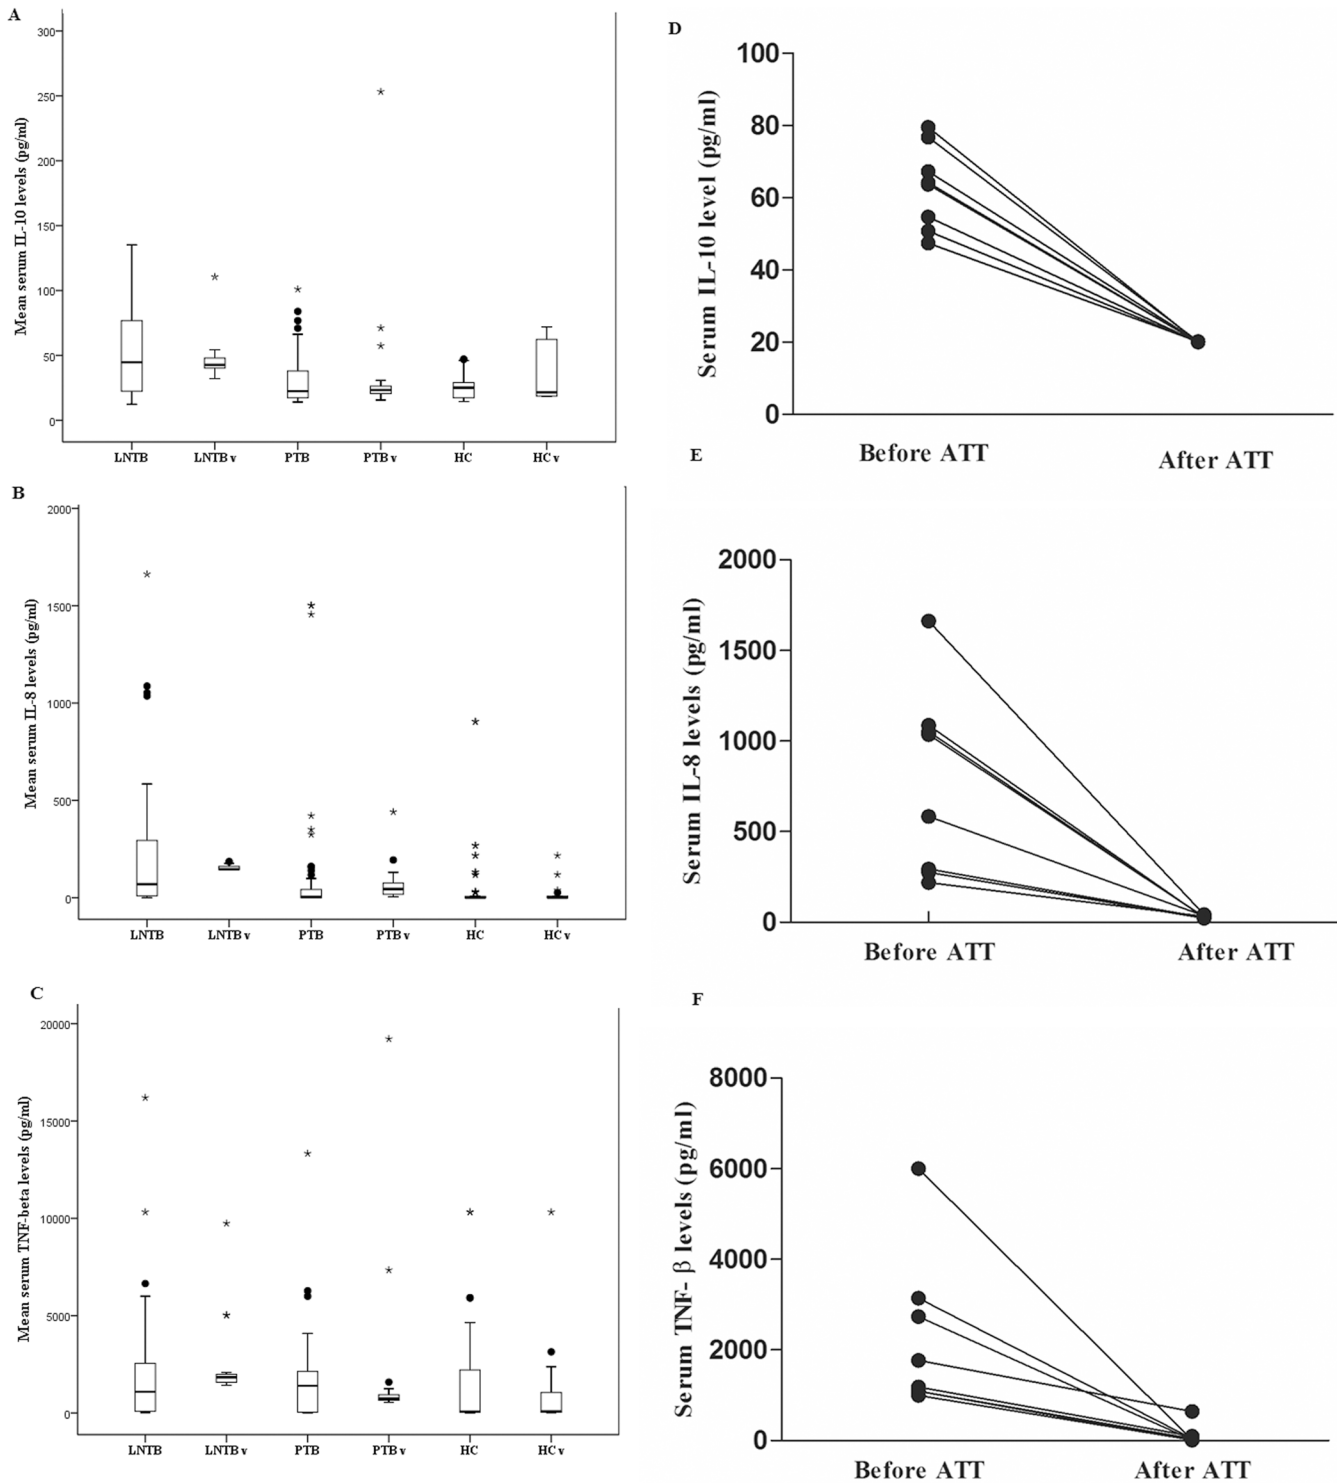 A
Mean serum IL-10 levels (pg/ml)
300
250
200
150
100
50
0
LNTB LNTB v PTB PTB v HC HC v
B
Mean serum IL-8 levels (pg/ml)
2000
1500
1000
500
0
LNTB LNTB v PTB PTB v HC HC v
C
Mean serum TNF-beta levels (pg/ml)
20000
15000
10000
5000
0
LNTB LNTB v PTB PTB v HC HC v
D
Serum IL-10 level (pg/ml)
100
80
60
40
20
0
Before ATT After ATT
E
Serum IL-8 levels (pg/ml)
2000
1500
1000
500
0
Before ATT After ATT
F
Serum TNF- β levels (pg/ml)
8000
6000
4000
2000
0
Before ATT After ATT